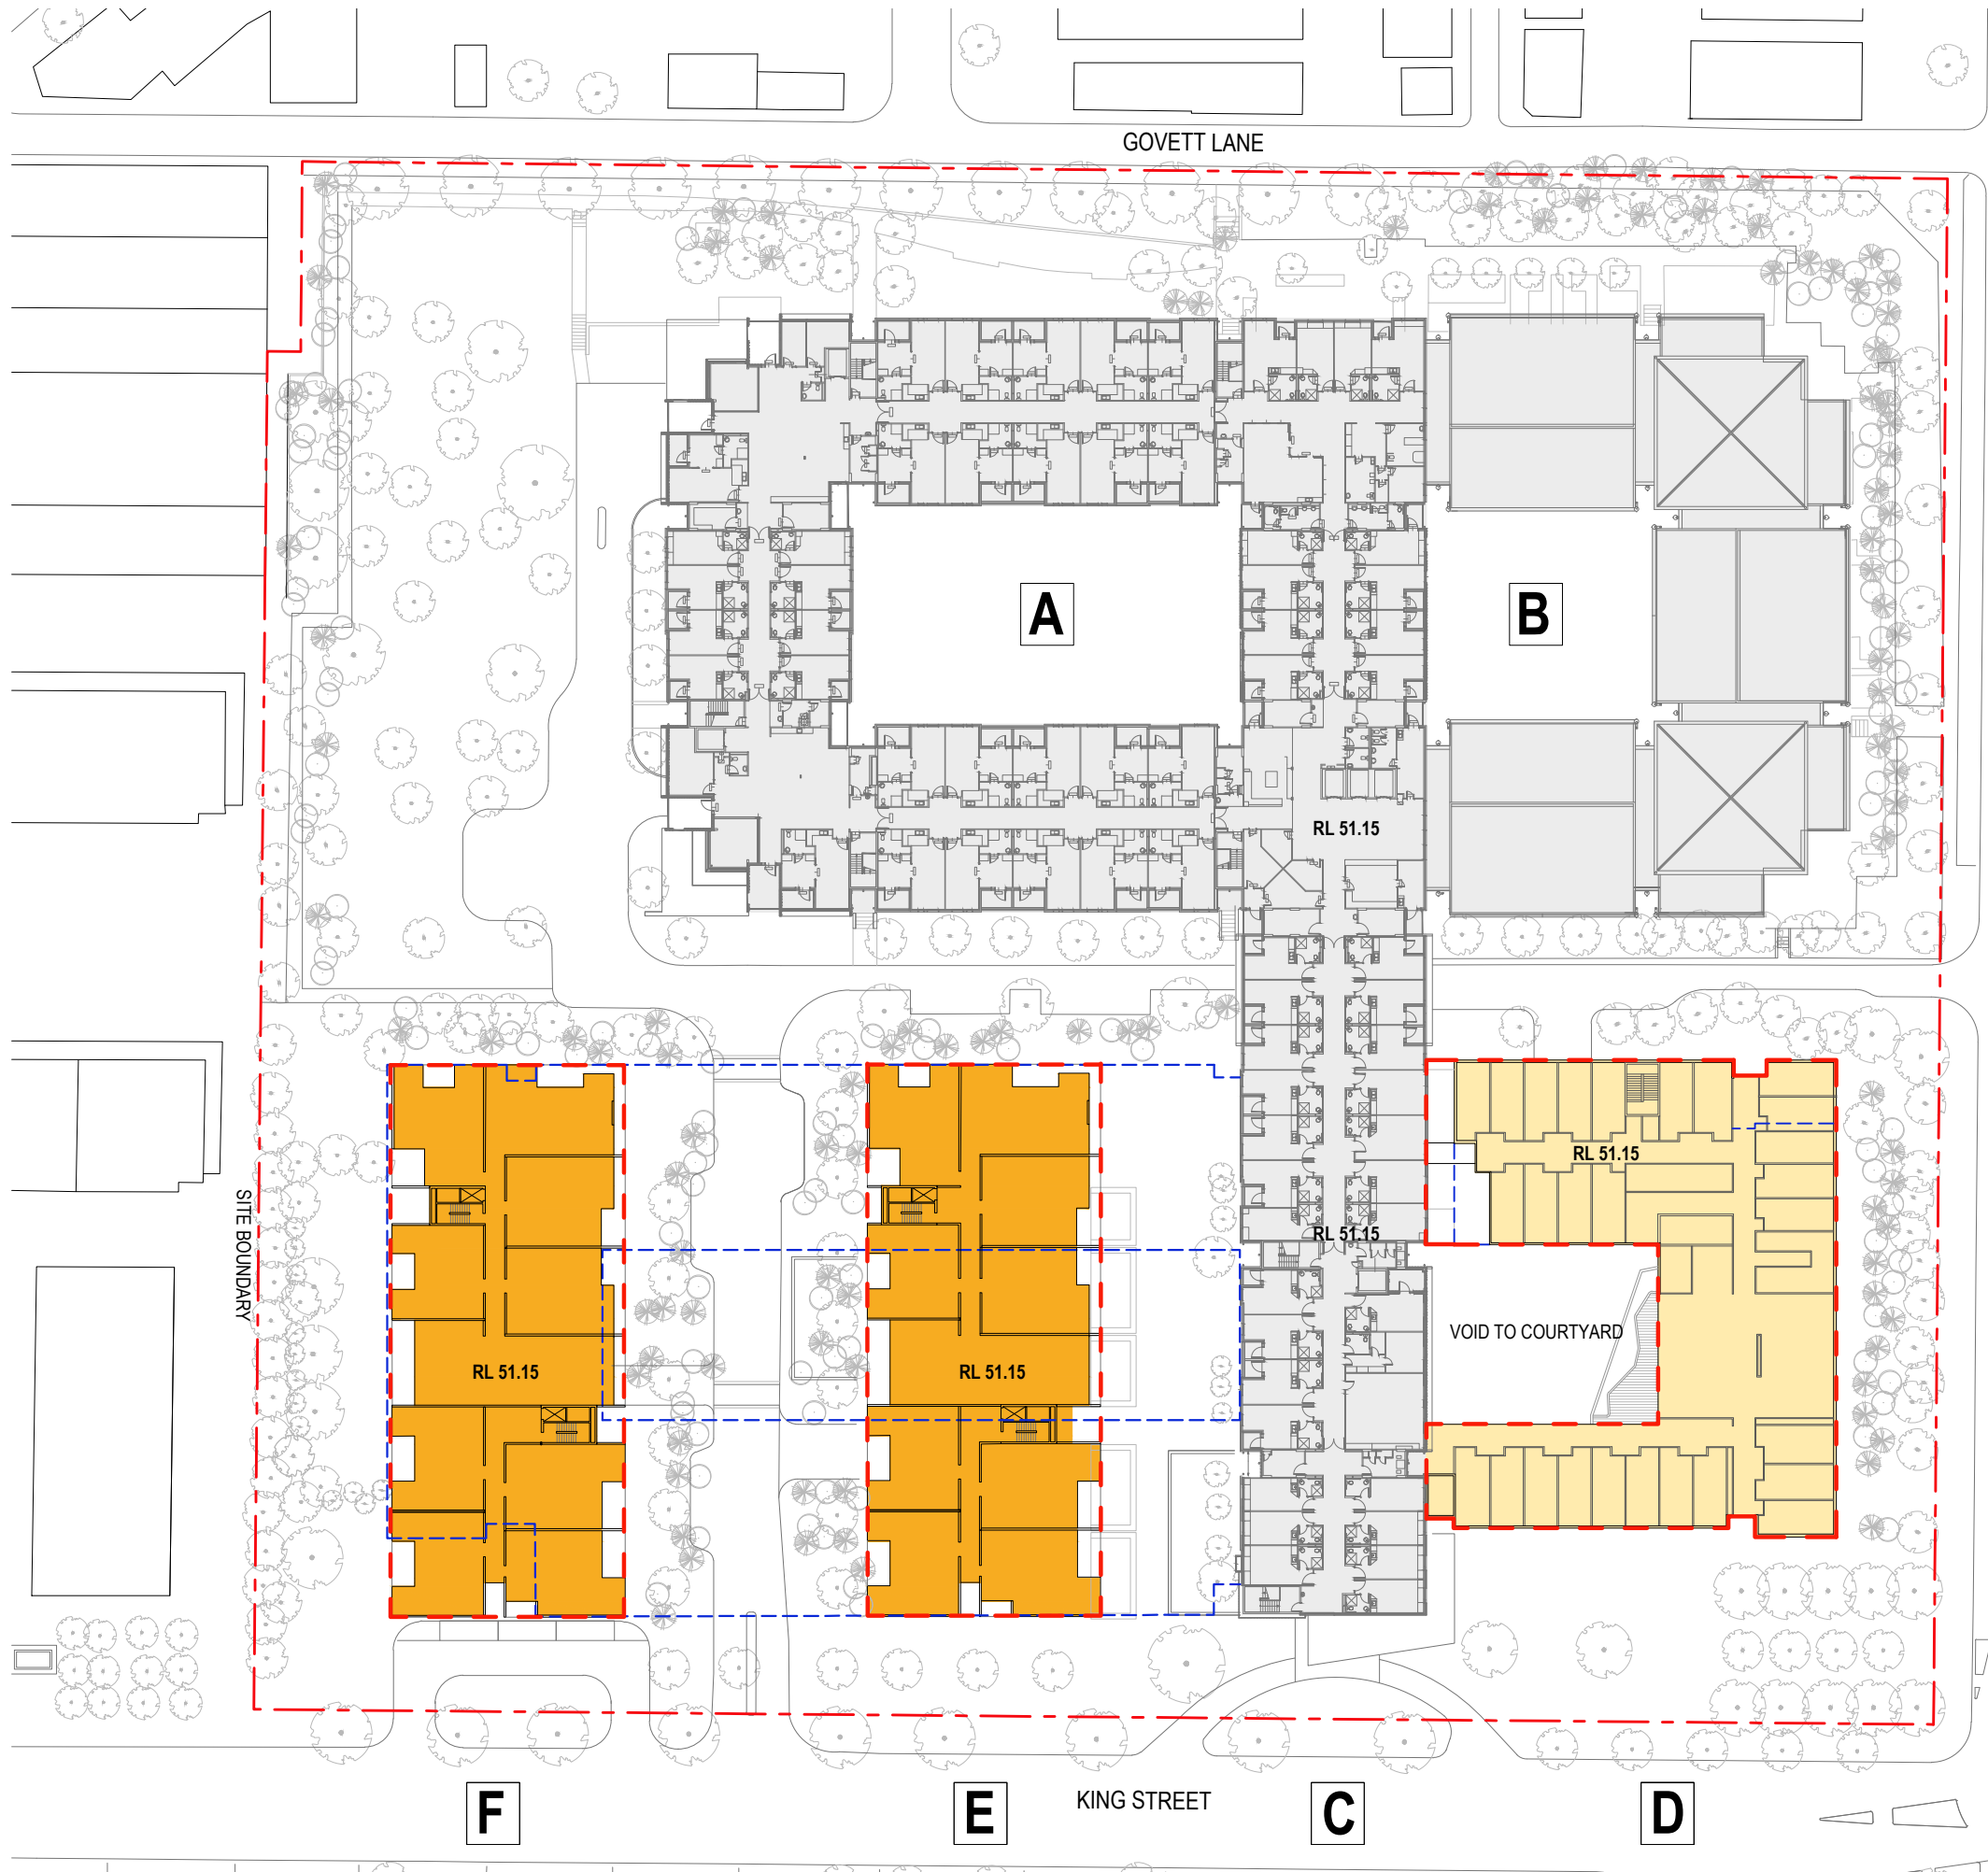 GOVETT LANE
A
B
RL 51.15
RL 51.15
SITE BOUNDARY
RL 51.15
VOID TO COURTYARD
RL 51.15
RL 51.15
F
E
KING STREET
C
D